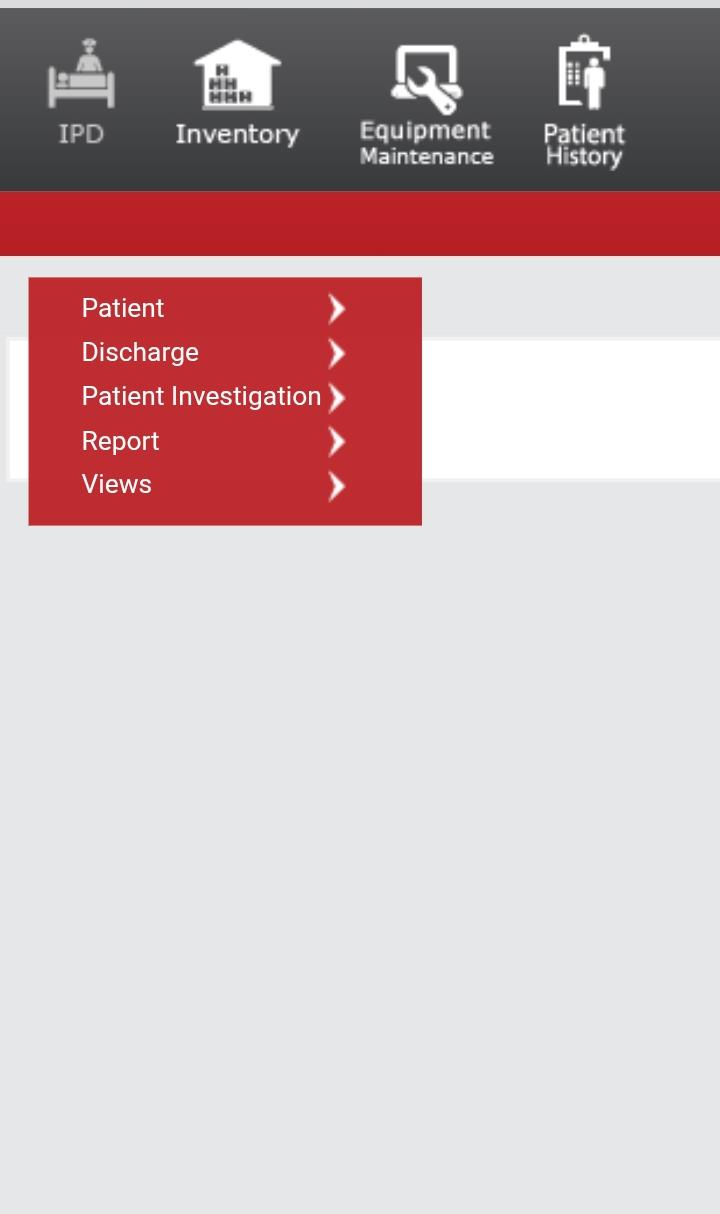 IPD
Inventory
Equipment
Maintenance
Patient
History
Patient
Discharge
Patient Investigation
Report
Views